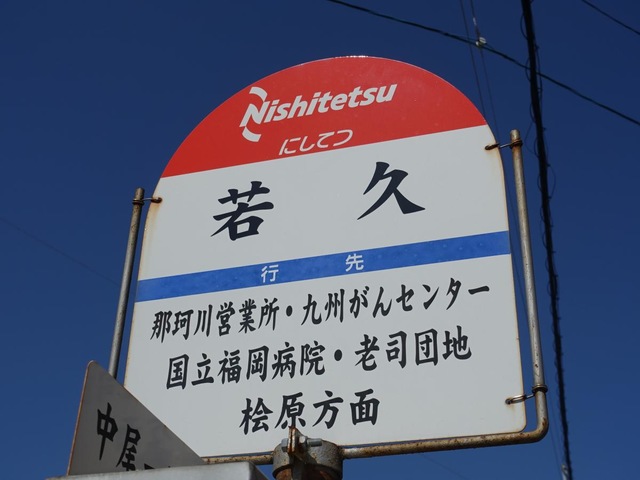 Nishitetsu
にしてつ
若久
行先
那珂川営業所・九州がんセンター
国立福岡病院・老司団地
桧原方面
中尾